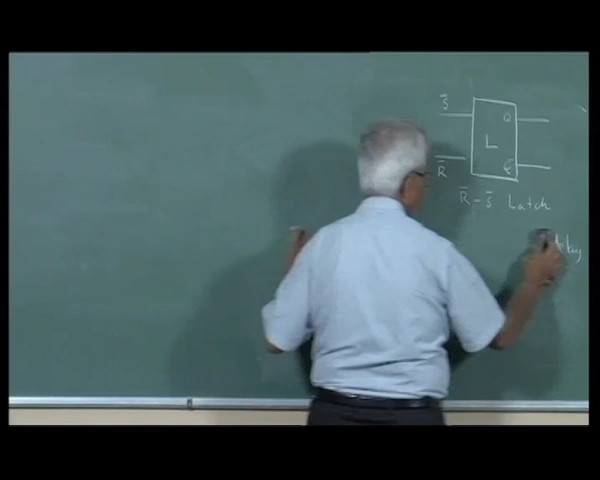 S̄
Q
L
R̄
Q̄
R̄ - S̄ Latch